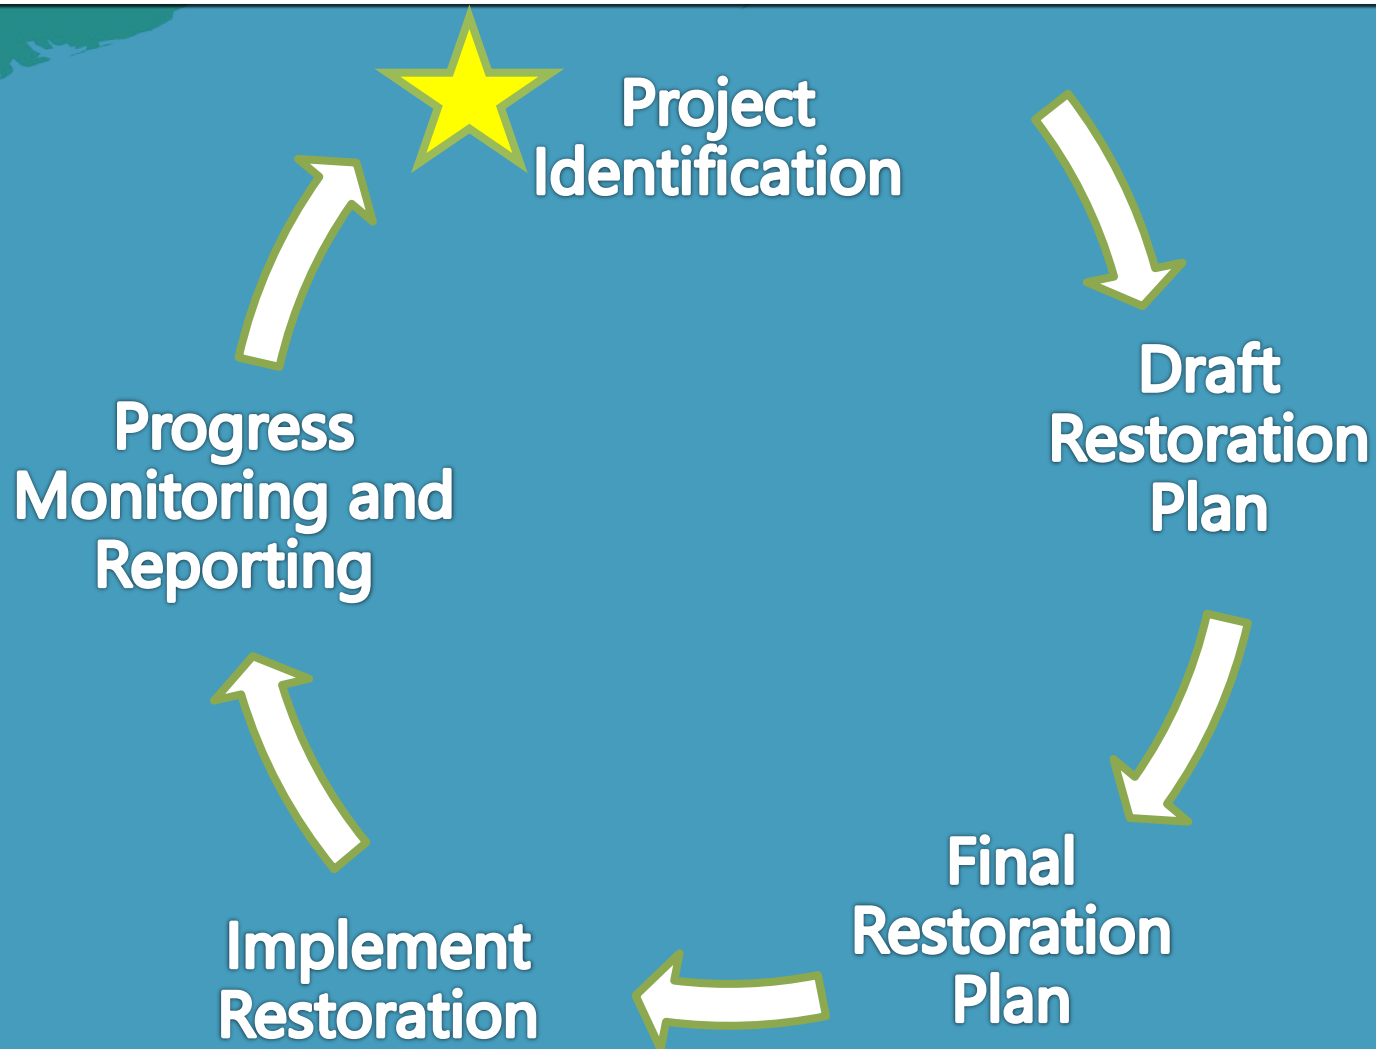 Project
Identification
Draft
Restoration
Plan
Final
Restoration
Plan
Implement
Restoration
Progress
Monitoring and
Reporting